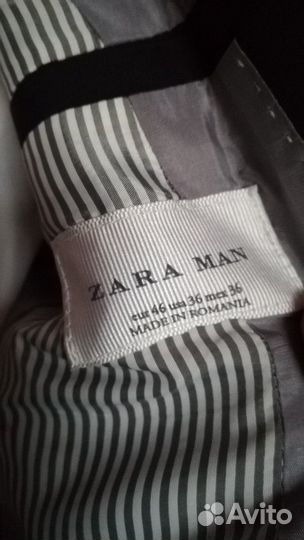 ZARA MAN
eur 46 usa 36 mex 36
MADE IN ROMANIA
Avito